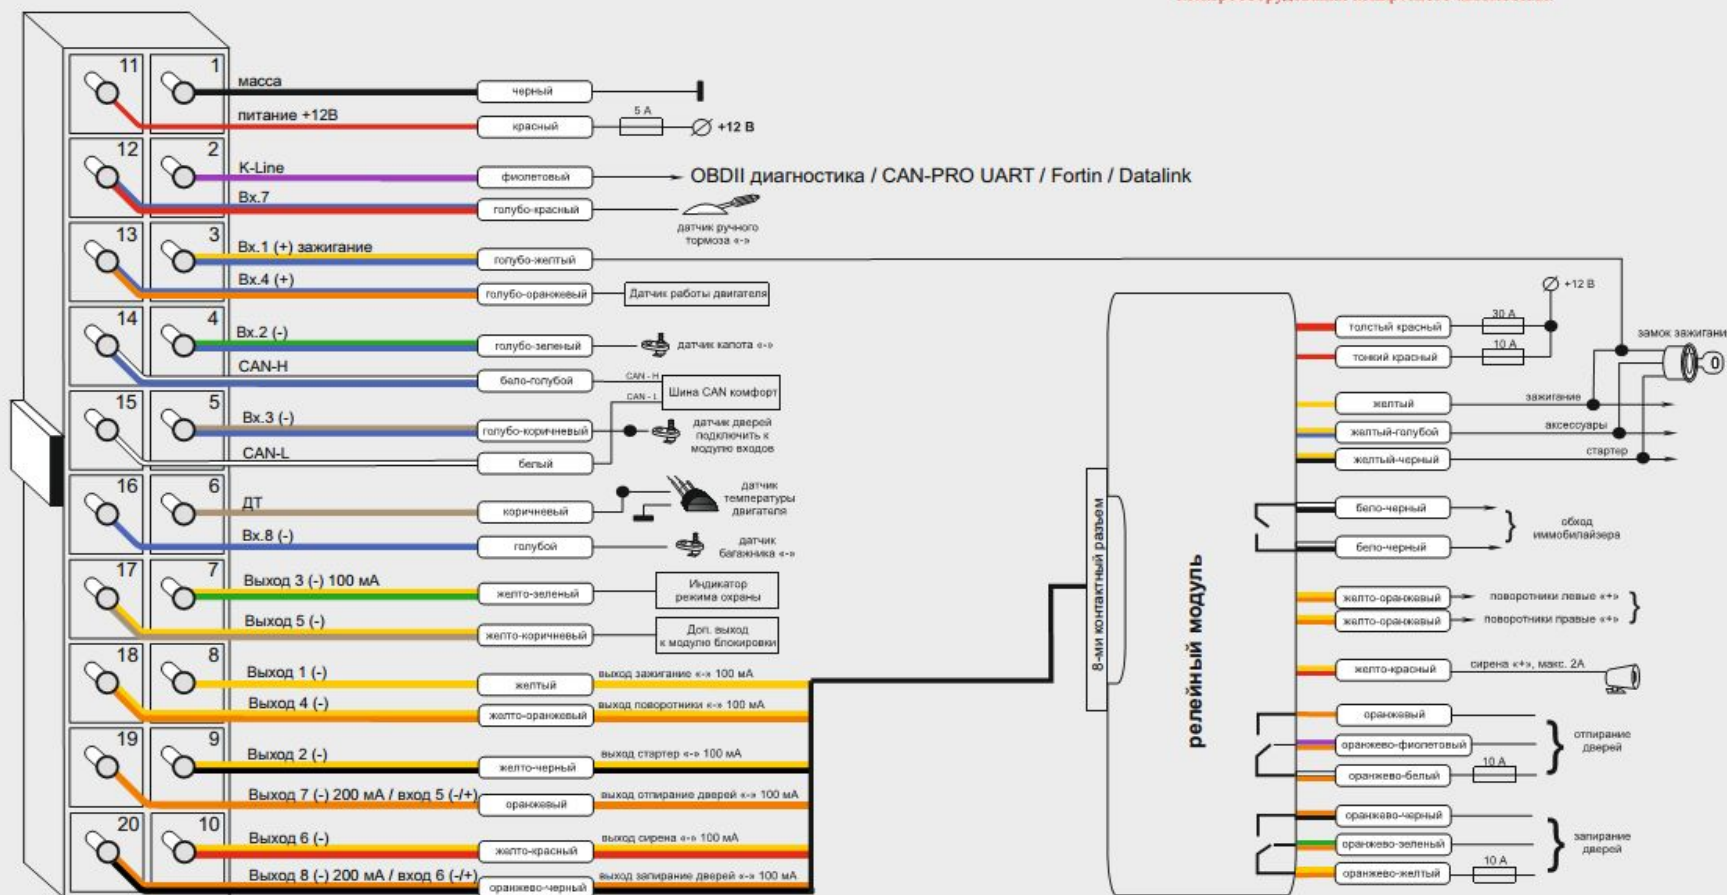 11
1
масса
черный
питание +12В
красный
5 А
+12 В
12
2
K-Line
фиолетовый
OBDII диагностика / CAN-PRO UART / Fortin / Datalink
Вх.7
голубо-красный
датчик ручного
тормоза «-»
13
3
Вх.1 (+) зажигание
голубо-желтый
Вх.4 (+)
голубо-оранжевый
Датчик работы двигателя
14
4
Вх.2 (-)
голубо-зеленый
датчик капота «-»
CAN-H
бело-голубой
CAN - H
CAN - L
Шина CAN комфорт
15
5
Вх.3 (-)
голубо-коричневый
датчик дверей
подключить к
модулю входов
CAN-L
белый
16
6
ДТ
коричневый
датчик
температуры
двигателя
Вх.8 (-)
голубой
датчик
багажника «-»
17
7
Выход 3 (-) 100 мА
желто-зеленый
Индикатор
режима охраны
Выход 5 (-)
желто-коричневый
Доп. выход
к модулю блокировки
18
8
Выход 1 (-)
желтый
выход зажигание «-» 100 мА
Выход 4 (-)
желто-оранжевый
выход поворотники «-» 100 мА
19
9
Выход 2 (-)
желто-черный
выход стартер «-» 100 мА
Выход 7 (-) 200 мА / вход 5 (-/+)
оранжевый
выход отпирание дверей «-» 100 мА
20
10
Выход 6 (-)
желто-красный
выход сирена «-» 100 мА
Выход 8 (-) 200 мА / вход 6 (-/+)
оранжево-черный
выход запирание дверей «-» 100 мА
8-ми контактный разъем
релейный модуль
+12 В
толстый красный
30 А
тонкий красный
10 А
замок зажигани
желтый
зажигание
желтый-голубой
аксессуары
желтый-черный
стартер
бело-черный
бело-черный
обход
иммобилайзера
желто-оранжевый
поворотники левые «+»
желто-оранжевый
поворотники правые «+»
желто-красный
сирена «+», макс. 2А
оранжевый
оранжево-фиолетовый
оранжево-белый
10 А
отпирание
дверей
оранжево-черный
оранжево-зеленый
оранжево-желтый
10 А
запирание
дверей